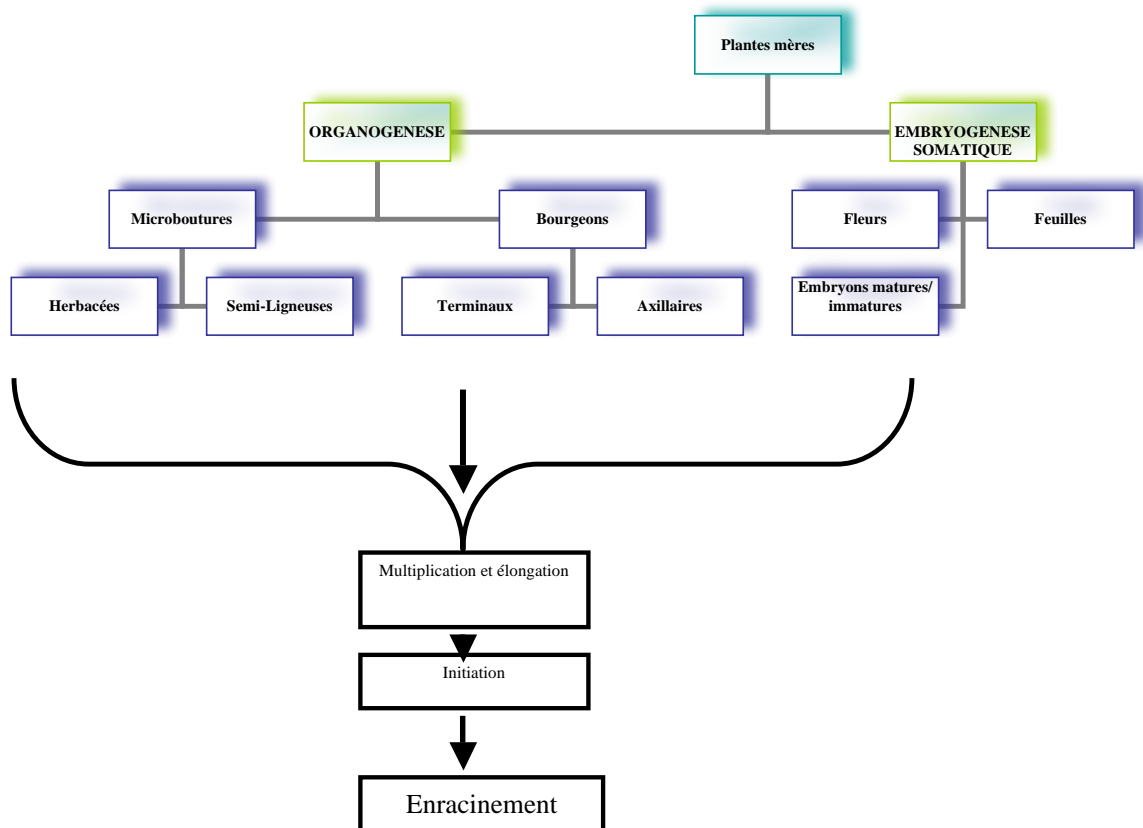 Plantes mères
ORGANOGENESE
EMBRYOGENESE
SOMATIQUE
Microboutures
Bourgeons
Fleurs
Feuilles
Herbacées
Semi-Ligneuses
Terminaux
Axillaires
Embryons matures/
immatures
Multiplication et élongation
Initiation
Enracinement